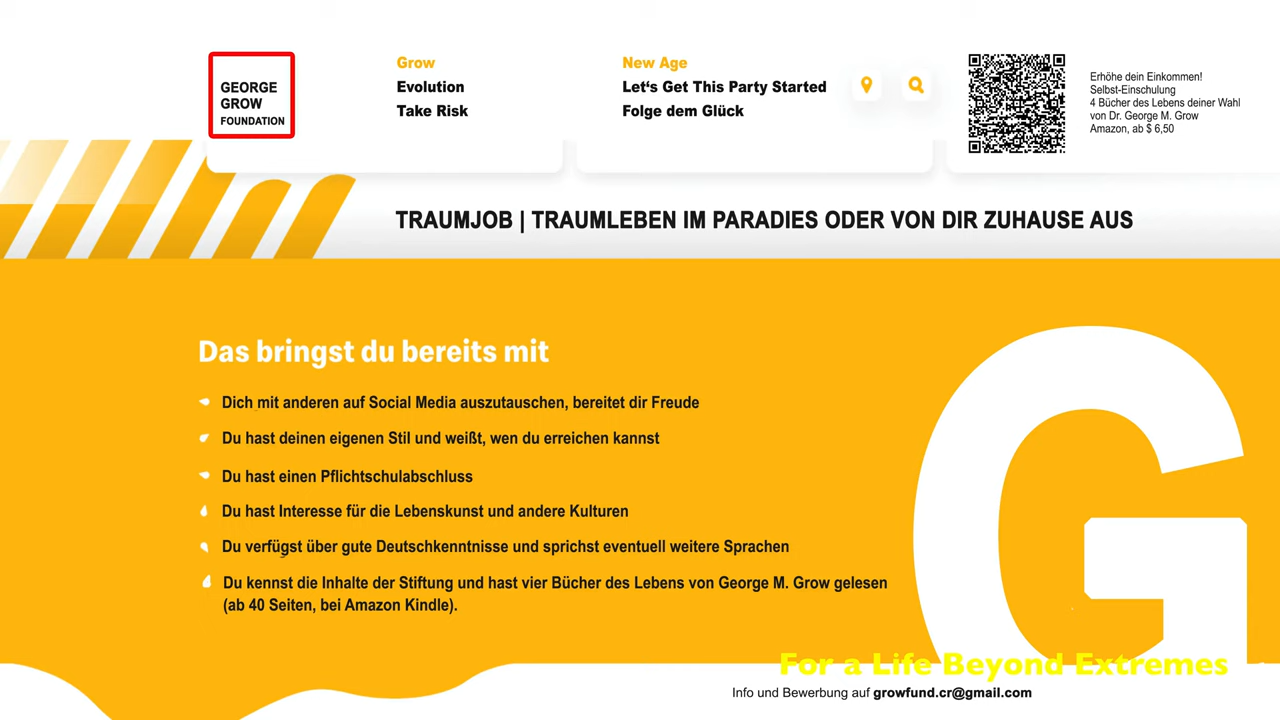 GEORGE
GROW
FOUNDATION
Grow
Evolution
Take Risk
New Age
Let‘s Get This Party Started
Folge dem Glück
Erhöhe dein Einkommen!
Selbst-Einschulung
4 Bücher des Lebens deiner Wahl
von Dr. George M. Grow
Amazon, ab $ 6,50
TRAUMJOB | TRAUMLEBEN IM PARADIES ODER VON DIR ZUHAUSE AUS
Das bringst du bereits mit
Dich mit anderen auf Social Media auszutauschen, bereitet dir Freude
Du hast deinen eigenen Stil und weißt, wen du erreichen kannst
Du hast einen Pflichtschulabschluss
Du hast Interesse für die Lebenskunst und andere Kulturen
Du verfügst über gute Deutschkenntnisse und sprichst eventuell weitere Sprachen
Du kennst die Inhalte der Stiftung und hast vier Bücher des Lebens von George M. Grow gelesen
(ab 40 Seiten, bei Amazon Kindle).
G
For a Life Beyond Extremes
Info und Bewerbung auf growfund.cr@gmail.com